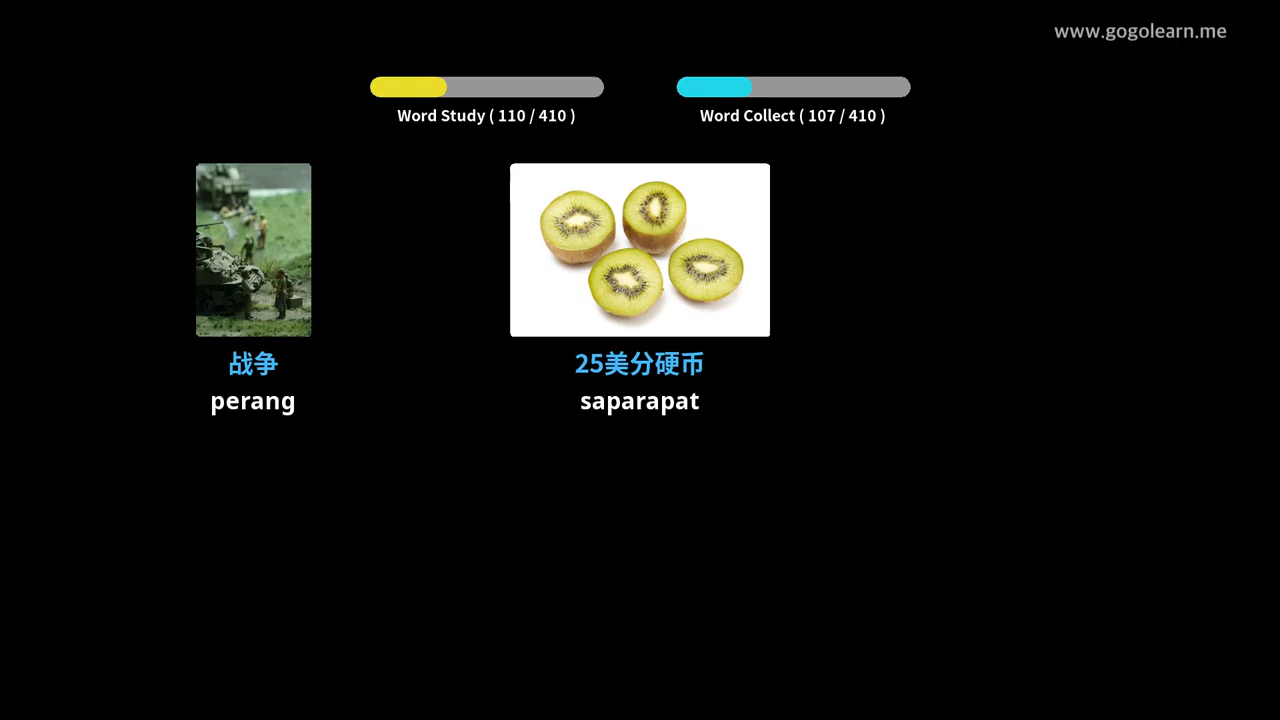 www.gogolearn.me
Word Study ( 110 / 410 )
Word Collect ( 107 / 410 )
战争
perang
25美分硬币
saparapat